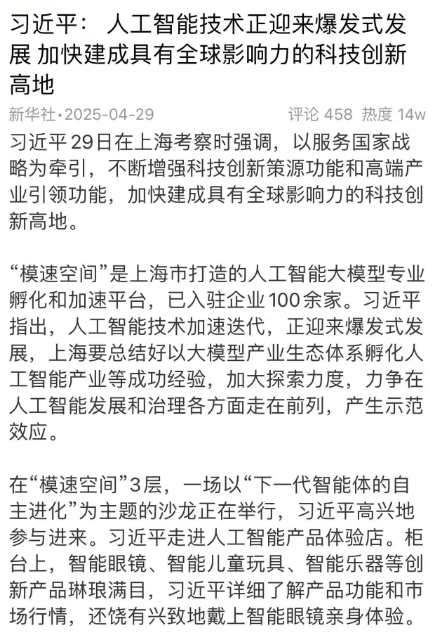 习近平： 人工智能技术正迎来爆发式发
展 加快建成具有全球影响力的科技创新
高地
新华社·2025-04-29 评论 458 热度 14w
习近平29日在上海考察时强调，以服务国家战
略为牵引，不断增强科技创新策源功能和高端产
业引领功能，加快建成具有全球影响力的科技创
新高地。
“模速空间”是上海市打造的人工智能大模型专业
孵化和加速平台，已入驻企业100余家。习近平
指出，人工智能技术加速迭代，正迎来爆发式发
展，上海要总结好以大模型产业生态体系孵化人
工智能产业等成功经验，加大探索力度，力争在
人工智能发展和治理各方面走在前列，产生示范
效应。
在“模速空间”3层，一场以“下一代智能体的自
主进化”为主题的沙龙正在举行，习近平高兴地
参与进来。习近平走进人工智能产品体验店。柜
台上，智能眼镜、智能儿童玩具、智能乐器等创
新产品琳琅满目，习近平详细了解产品功能和市
场行情，还饶有兴致地戴上智能眼镜亲身体验。